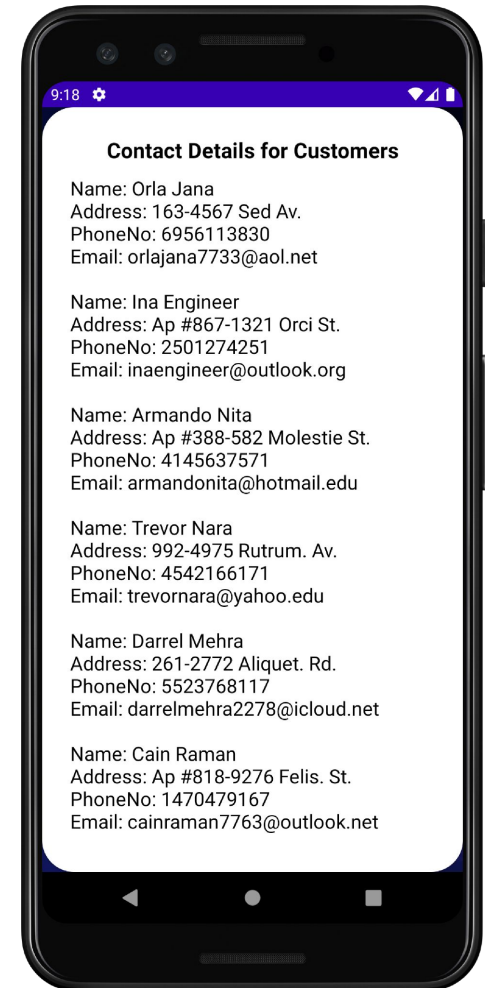 9:18
Contact Details for Customers
Name: Orla Jana
Address: 163-4567 Sed Av.
PhoneNo: 6956113830
Email: orlajana7733@aol.net
Name: Ina Engineer
Address: Ap #867-1321 Orci St.
PhoneNo: 2501274251
Email: inaengineer@outlook.org
Name: Armando Nita
Address: Ap #388-582 Molestie St.
PhoneNo: 4145637571
Email: armandonita@hotmail.edu
Name: Trevor Nara
Address: 992-4975 Rutrum. Av.
PhoneNo: 4542166171
Email: trevornara@yahoo.edu
Name: Darrel Mehra
Address: 261-2772 Aliquet. Rd.
PhoneNo: 5523768117
Email: darrelmehra2278@icloud.net
Name: Cain Raman
Address: Ap #818-9276 Felis. St.
PhoneNo: 1470479167
Email: cainraman7763@outlook.net